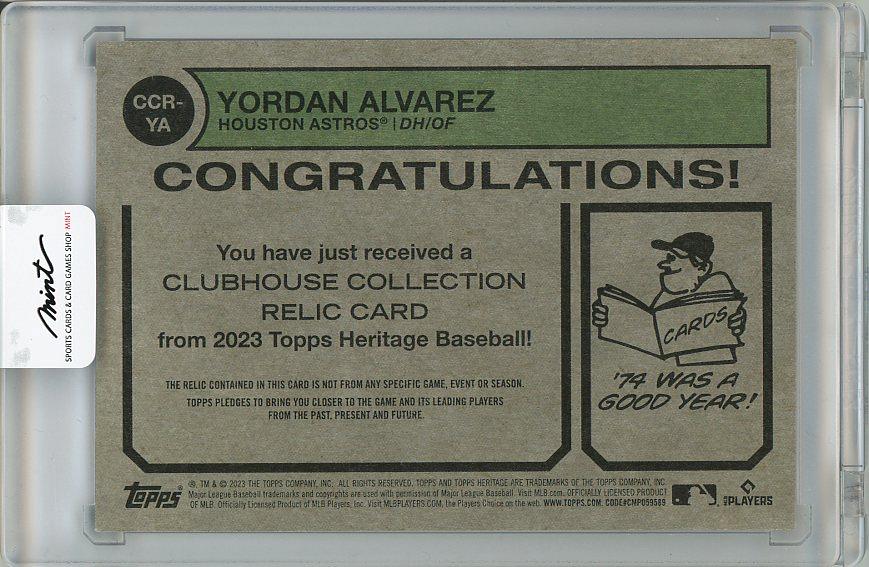 CCR-
YA
YORDAN ALVAREZ
HOUSTON ASTROS® | DH/OF
CONGRATULATIONS!
You have just received a
CLUBHOUSE COLLECTION
RELIC CARD
from 2023 Topps Heritage Baseball!
THE RELIC CONTAINED IN THIS CARD IS NOT FROM ANY SPECIFIC GAME, EVENT OR SEASON.
TOPPS PLEDGES TO BRING YOU CLOSER TO THE GAME AND ITS LEADING PLAYERS
FROM THE PAST, PRESENT AND FUTURE.
CARDS
'74 WAS A
GOOD YEAR!
TOPPS®
®, TM & © 2023 THE TOPPS COMPANY, INC. ALL RIGHTS RESERVED. TOPPS AND TOPPS HERITAGE ARE TRADEMARKS OF THE TOPPS COMPANY, INC.
Major League Baseball trademarks and copyrights are used with permission of Major League Baseball. Visit MLB.com. OFFICIALLY LICENSED PRODUCT
OF MLB. Officially Licensed Product of MLB Players, Inc. Visit MLBPLAYERS.COM, the Players Choice on the web. WWW.TOPPS.COM. CODE#CMP059589
MLB PLAYERS
mint
SPORTS CARDS & CARD GAMES SHOP MINT